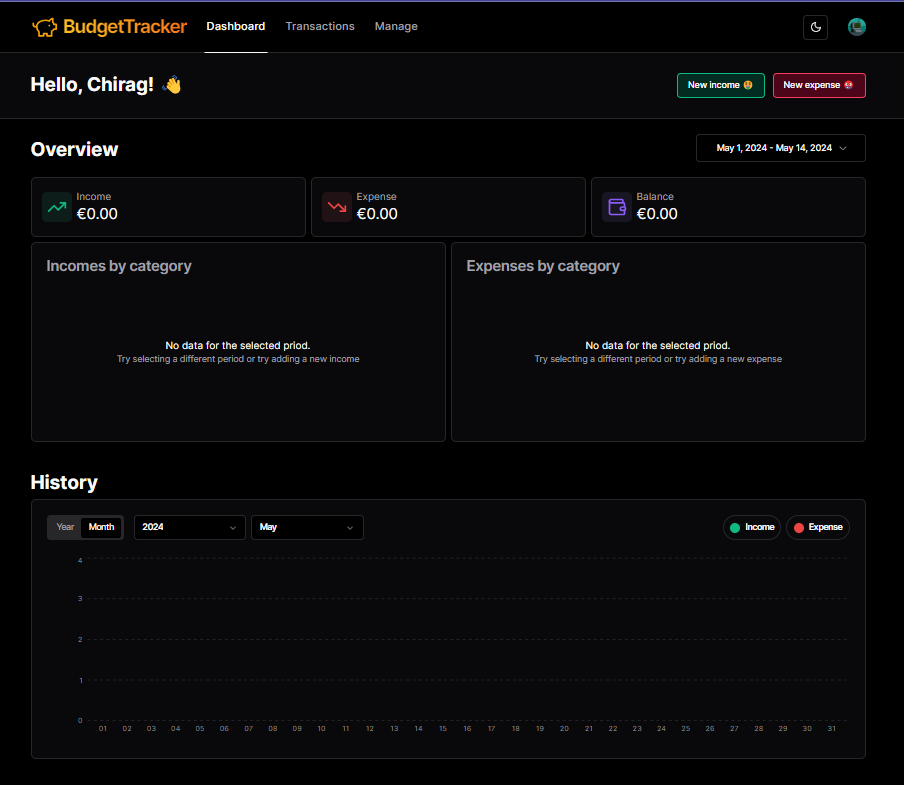 BudgetTracker Dashboard Transactions Manage
Hello, Chirag! 👋
New income 🤑 New expense
Overview
May 1, 2024 - May 14, 2024
Income
€0.00
Expense
€0.00
Balance
€0.00
Incomes by category
No data for the selected priod.
Try selecting a different period or try adding a new income
Expenses by category
No data for the selected priod.
Try selecting a different period or try adding a new expense
History
Year Month 2024 May Income Expense
4
3
2
1
0
01 02 03 04 05 06 07 08 09 10 11 12 13 14 15 16 17 18 19 20 21 22 23 24 25 26 27 28 29 30 31